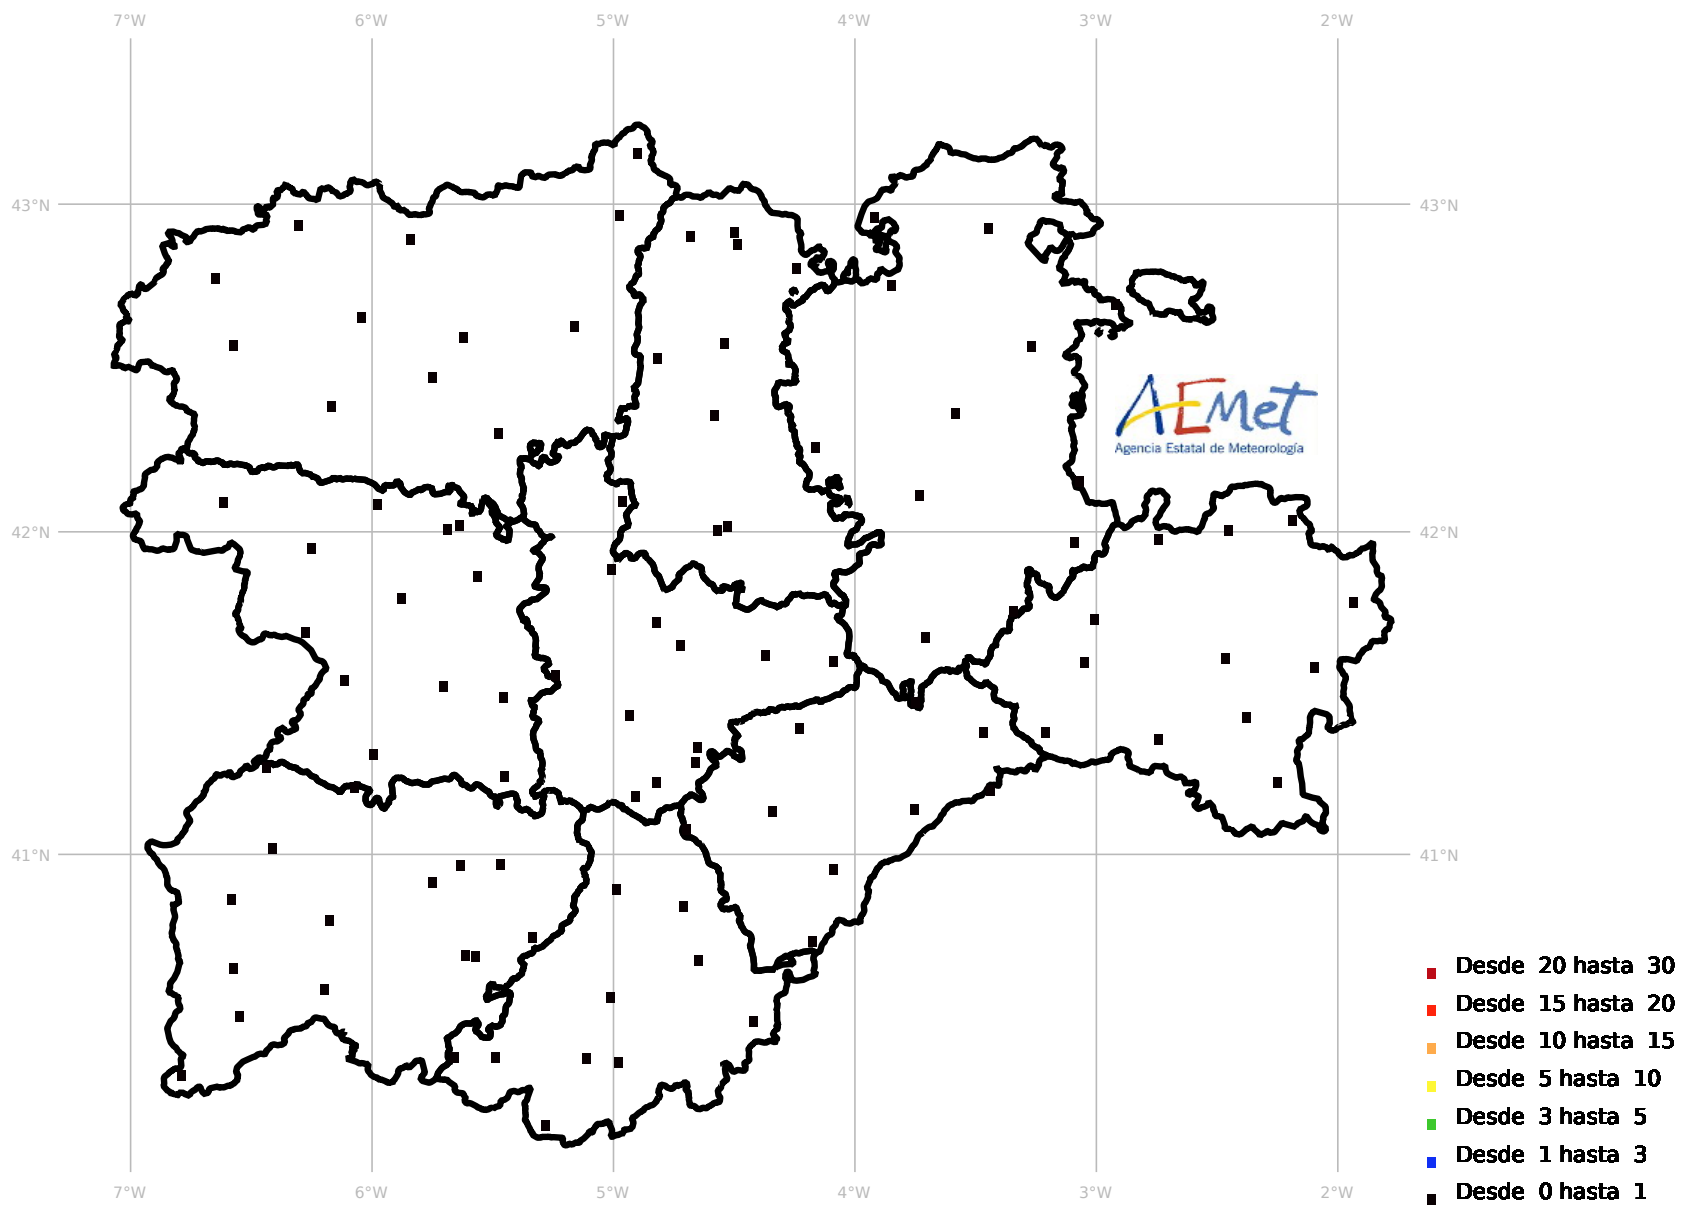 7°W 6°W 5°W 4°W 3°W 2°W
43°N 43°N
AEMet
Agencia Estatal de Meteorología
42°N 42°N
41°N 41°N
Desde 20 hasta 30
Desde 15 hasta 20
Desde 10 hasta 15
Desde 5 hasta 10
Desde 3 hasta 5
Desde 1 hasta 3
Desde 0 hasta 1
7°W 6°W 5°W 4°W 3°W 2°W